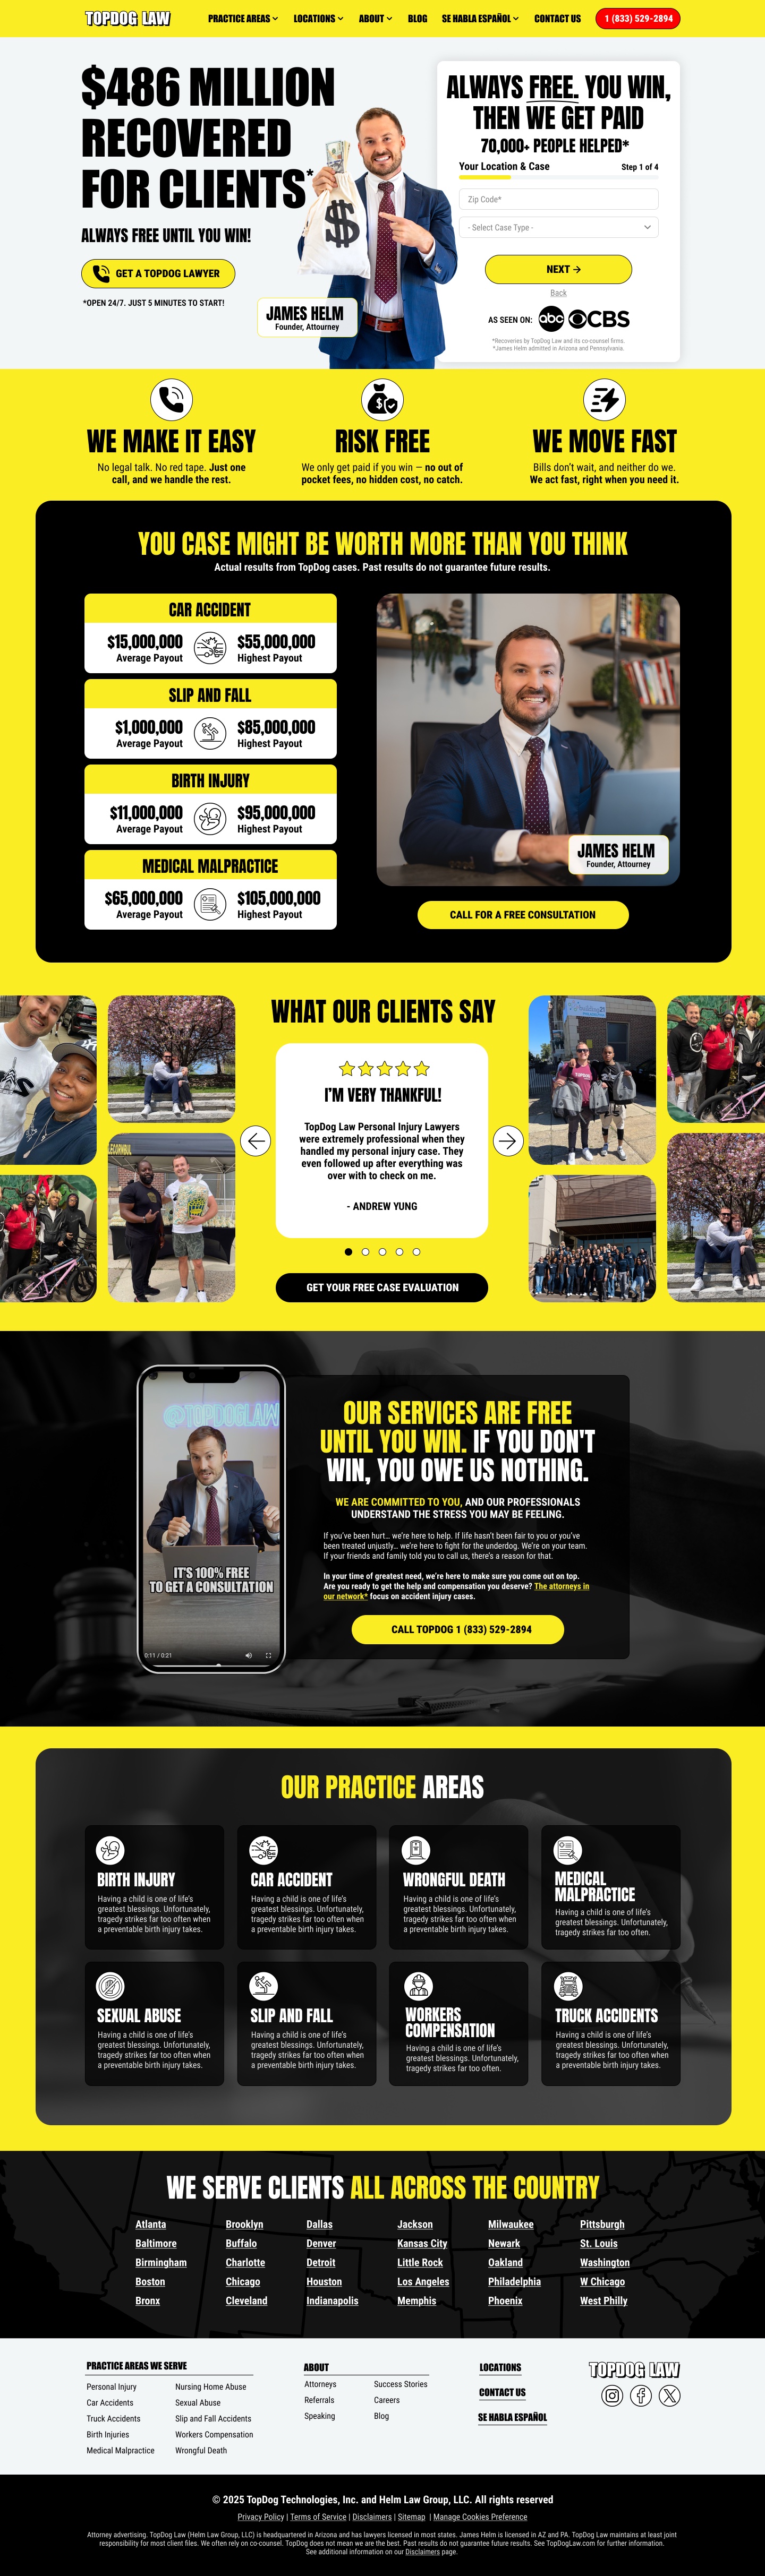 TOPDOG LAW
PRACTICE AREAS
LOCATIONS
ABOUT
BLOG
SE HABLA ESPAÑOL
CONTACT US
1 (833) 529-2894
$486 MILLION
RECOVERED
FOR CLIENTS*
ALWAYS FREE UNTIL YOU WIN!
GET A TOPDOG LAWYER
*OPEN 24/7. JUST 5 MINUTES TO START!
$
JAMES HELM
Founder, Attourney
ALWAYS FREE. YOU WIN,
THEN WE GET PAID
70,000+ PEOPLE HELPED*
Your Location & Case
Step 1 of 4
Zip Code*
- Select Case Type -
NEXT →
Back
AS SEEN ON: abc CBS
*Recoveries by TopDog Law and its co-counsel firms.
*James Helm admitted in Arizona and Pennsylvania.
WE MAKE IT EASY
No legal talk. No red tape. Just one
call, and we handle the rest.
RISK FREE
We only get paid if you win — no out of
pocket fees, no hidden cost, no catch.
WE MOVE FAST
Bills don't wait, and neither do we.
We act fast, right when you need it.
YOU CASE MIGHT BE WORTH MORE THAN YOU THINK
Actual results from TopDog cases. Past results do not guarantee future results.
CAR ACCIDENT
$15,000,000
Average Payout
$55,000,000
Highest Payout
SLIP AND FALL
$1,000,000
Average Payout
$85,000,000
Highest Payout
BIRTH INJURY
$11,000,000
Average Payout
$95,000,000
Highest Payout
MEDICAL MALPRACTICE
$65,000,000
Average Payout
$105,000,000
Highest Payout
JAMES HELM
Founder, Attourney
CALL FOR A FREE CONSULTATION
WHAT OUR CLIENTS SAY
I'M VERY THANKFUL!
TopDog Law Personal Injury Lawyers
were extremely professional when they
handled my personal injury case. They
even followed up after everything was
over with to check on me.
- ANDREW YUNG
GET YOUR FREE CASE EVALUATION
@TOPDOGLAW
IT'S 100% FREE
TO GET A CONSULTATION
0:11 / 0:21
OUR SERVICES ARE FREE
UNTIL YOU WIN. IF YOU DON'T
WIN, YOU OWE US NOTHING.
WE ARE COMMITTED TO YOU, AND OUR PROFESSIONALS
UNDERSTAND THE STRESS YOU MAY BE FEELING.
If you've been hurt… we're here to help. If life hasn't been fair to you or you've
been treated unjustly… we're here to fight for the underdog. We're on your team.
If your friends and family told you to call us, there's a reason for that.
In your time of greatest need, we're here to make sure you come out on top.
Are you ready to get the help and compensation you deserve? The attorneys in
our network* focus on accident injury cases.
CALL TOPDOG 1 (833) 529-2894
OUR PRACTICE AREAS
BIRTH INJURY
Having a child is one of life's
greatest blessings. Unfortunately,
tragedy strikes far too often when
a preventable birth injury takes.
CAR ACCIDENT
Having a child is one of life's
greatest blessings. Unfortunately,
tragedy strikes far too often when
a preventable birth injury takes.
WRONGFUL DEATH
Having a child is one of life's
greatest blessings. Unfortunately,
tragedy strikes far too often when
a preventable birth injury takes.
MEDICAL
MALPRACTICE
Having a child is one of life's
greatest blessings. Unfortunately,
tragedy strikes far too often.
SEXUAL ABUSE
Having a child is one of life's
greatest blessings. Unfortunately,
tragedy strikes far too often when
a preventable birth injury takes.
SLIP AND FALL
Having a child is one of life's
greatest blessings. Unfortunately,
tragedy strikes far too often when
a preventable birth injury takes.
WORKERS
COMPENSATION
Having a child is one of life's
greatest blessings. Unfortunately,
tragedy strikes far too often.
TRUCK ACCIDENTS
Having a child is one of life's
greatest blessings. Unfortunately,
tragedy strikes far too often when
a preventable birth injury takes.
WE SERVE CLIENTS ALL ACROSS THE COUNTRY
Atlanta
Baltimore
Birmingham
Boston
Bronx
Brooklyn
Buffalo
Charlotte
Chicago
Cleveland
Dallas
Denver
Detroit
Houston
Indianapolis
Jackson
Kansas City
Little Rock
Los Angeles
Memphis
Milwaukee
Newark
Oakland
Philadelphia
Phoenix
Pittsburgh
St. Louis
Washington
W Chicago
West Philly
PRACTICE AREAS WE SERVE
Personal Injury
Car Accidents
Truck Accidents
Birth Injuries
Medical Malpractice
Nursing Home Abuse
Sexual Abuse
Slip and Fall Accidents
Workers Compensation
Wrongful Death
ABOUT
Attorneys
Referrals
Speaking
Success Stories
Careers
Blog
LOCATIONS
CONTACT US
SE HABLA ESPAÑOL
TOPDOG LAW
© 2025 TopDog Technologies, Inc. and Helm Law Group, LLC. All rights reserved
Privacy Policy | Terms of Service | Disclaimers | Sitemap | Manage Cookies Preference
Attorney advertising. TopDog Law (Helm Law Group, LLC) is headquartered in Arizona and has lawyers licensed in most states. James Helm is licensed in AZ and PA. TopDog Law maintains at least joint
responsibility for most client files. We often rely on co-counsel. TopDog does not mean we are the best. Past results do not guarantee future results. See TopDogLaw.com for further information.
See additional information on our Disclaimers page.